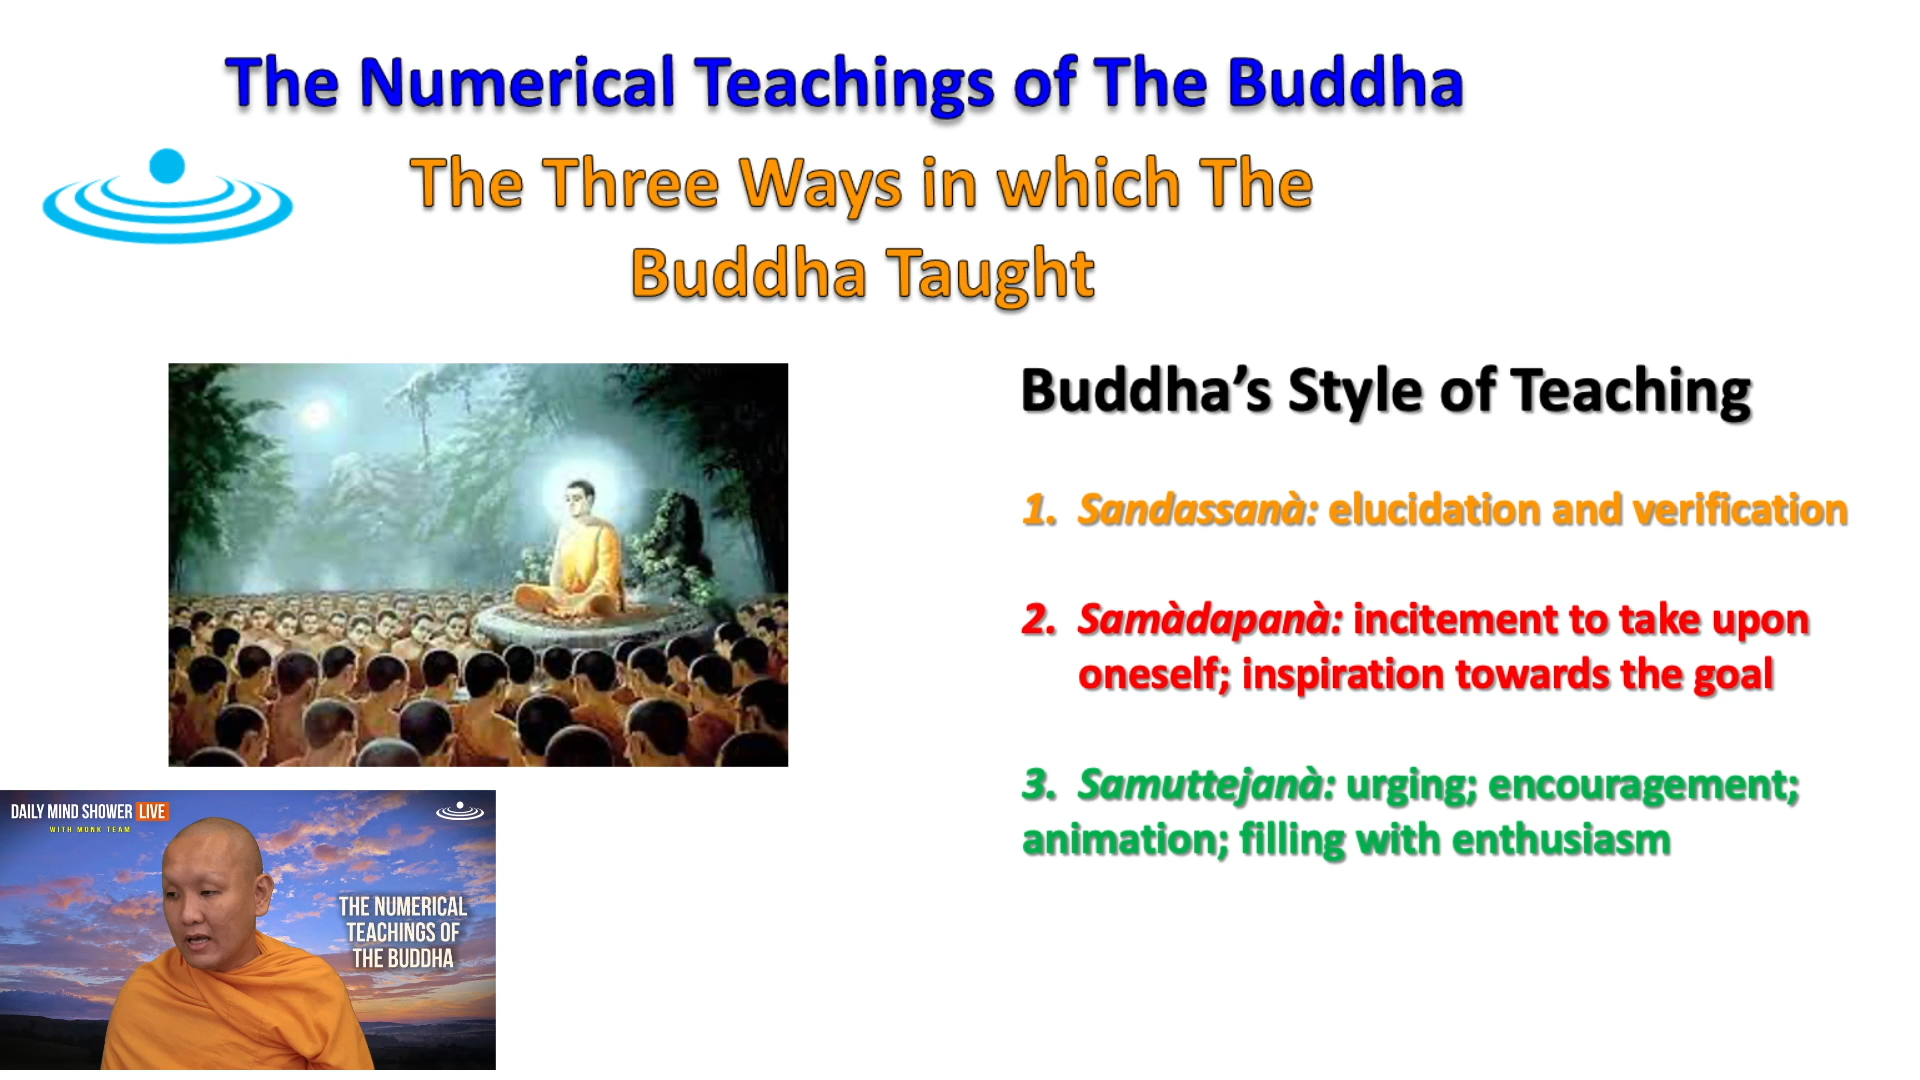 The Numerical Teachings of The Buddha
The Three Ways in which The
Buddha Taught
Buddha’s Style of Teaching
1. Sandassanà: elucidation and verification
2. Samàdapanà: incitement to take upon
oneself; inspiration towards the goal
3. Samuttejanà: urging; encouragement;
animation; filling with enthusiasm
DAILY MIND SHOWER LIVE
WITH MONK TEAM
THE NUMERICAL
TEACHINGS OF
THE BUDDHA